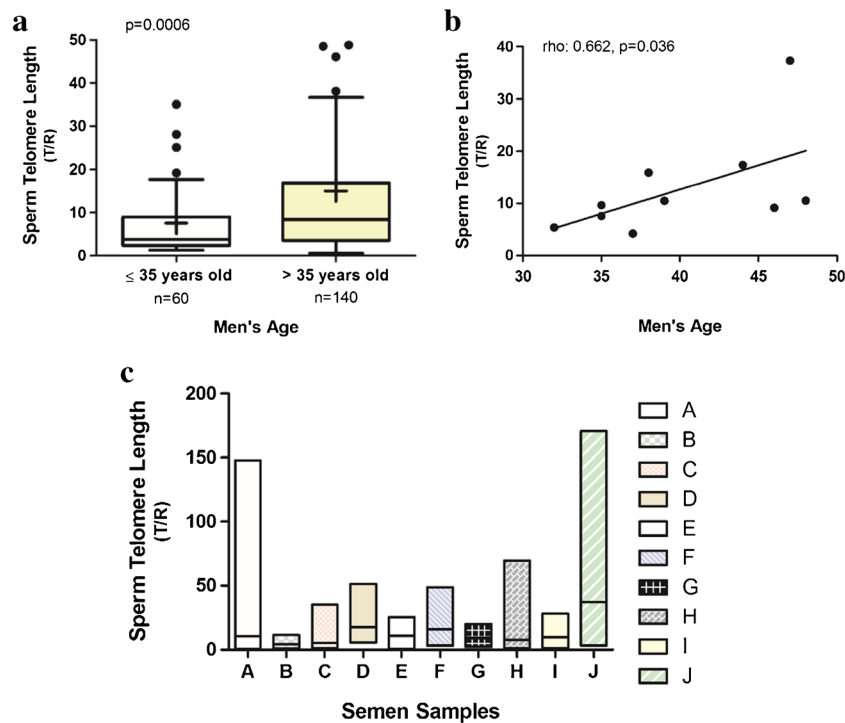 a
p=0.0006
50
40
30
20
10
0
Sperm Telomere Length
(T/R)
≤ 35 years old
> 35 years old
n=60
n=140
Men's Age
b
rho: 0.662, p=0.036
40
30
20
10
0
Sperm Telomere Length
(T/R)
30 35 40 45 50
Men's Age
c
200
150
100
50
0
Sperm Telomere Length
(T/R)
A B C D E F G H I J
Semen Samples
A
B
C
D
E
F
G
H
I
J